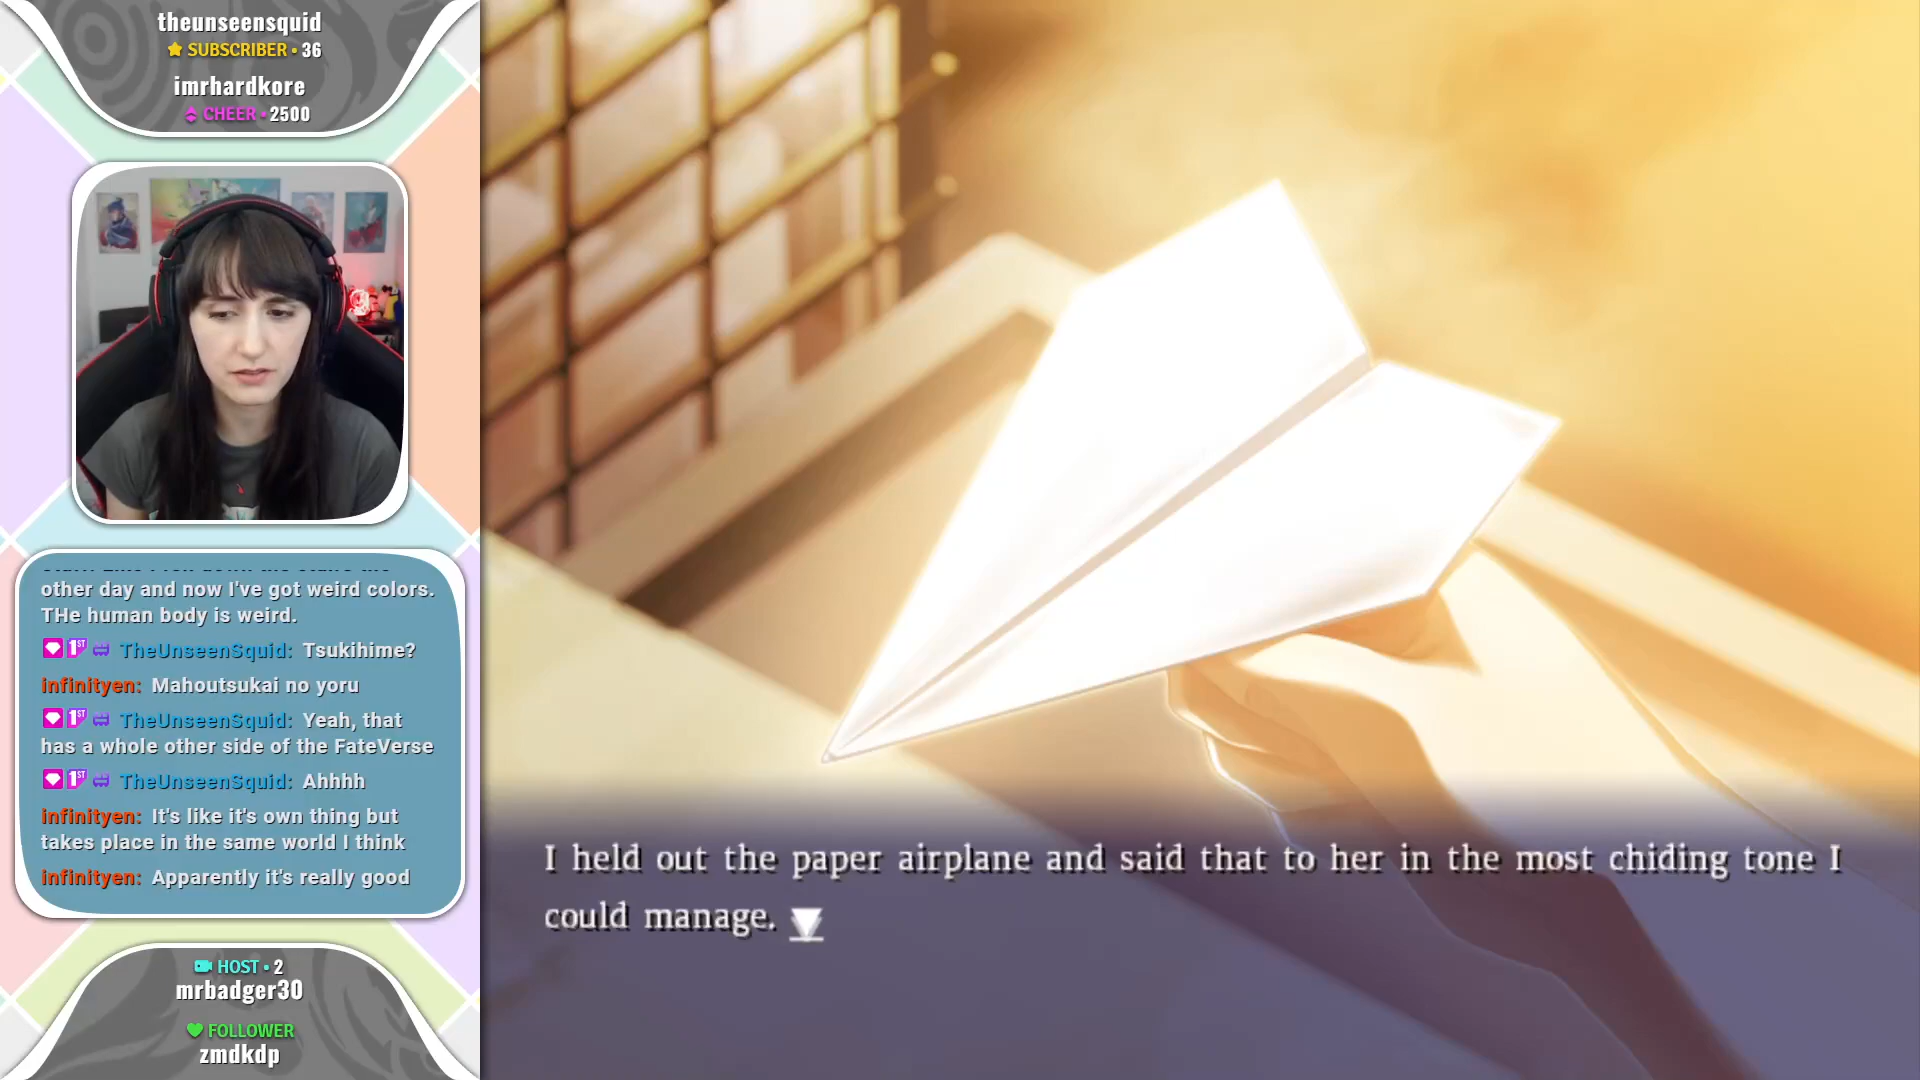 theunseensquid
SUBSCRIBER • 36
imrhardkore
CHEER • 2500
other day and now I've got weird colors.
THe human body is weird.
1ST TheUnseenSquid: Tsukihime?
infinityen: Mahoutsukai no yoru
1ST TheUnseenSquid: Yeah, that
has a whole other side of the FateVerse
1ST TheUnseenSquid: Ahhhh
infinityen: It's like it's own thing but
takes place in the same world I think
infinityen: Apparently it's really good
HOST • 2
mrbadger30
FOLLOWER
zmdkdp
I held out the paper airplane and said that to her in the most chiding tone I
could manage.